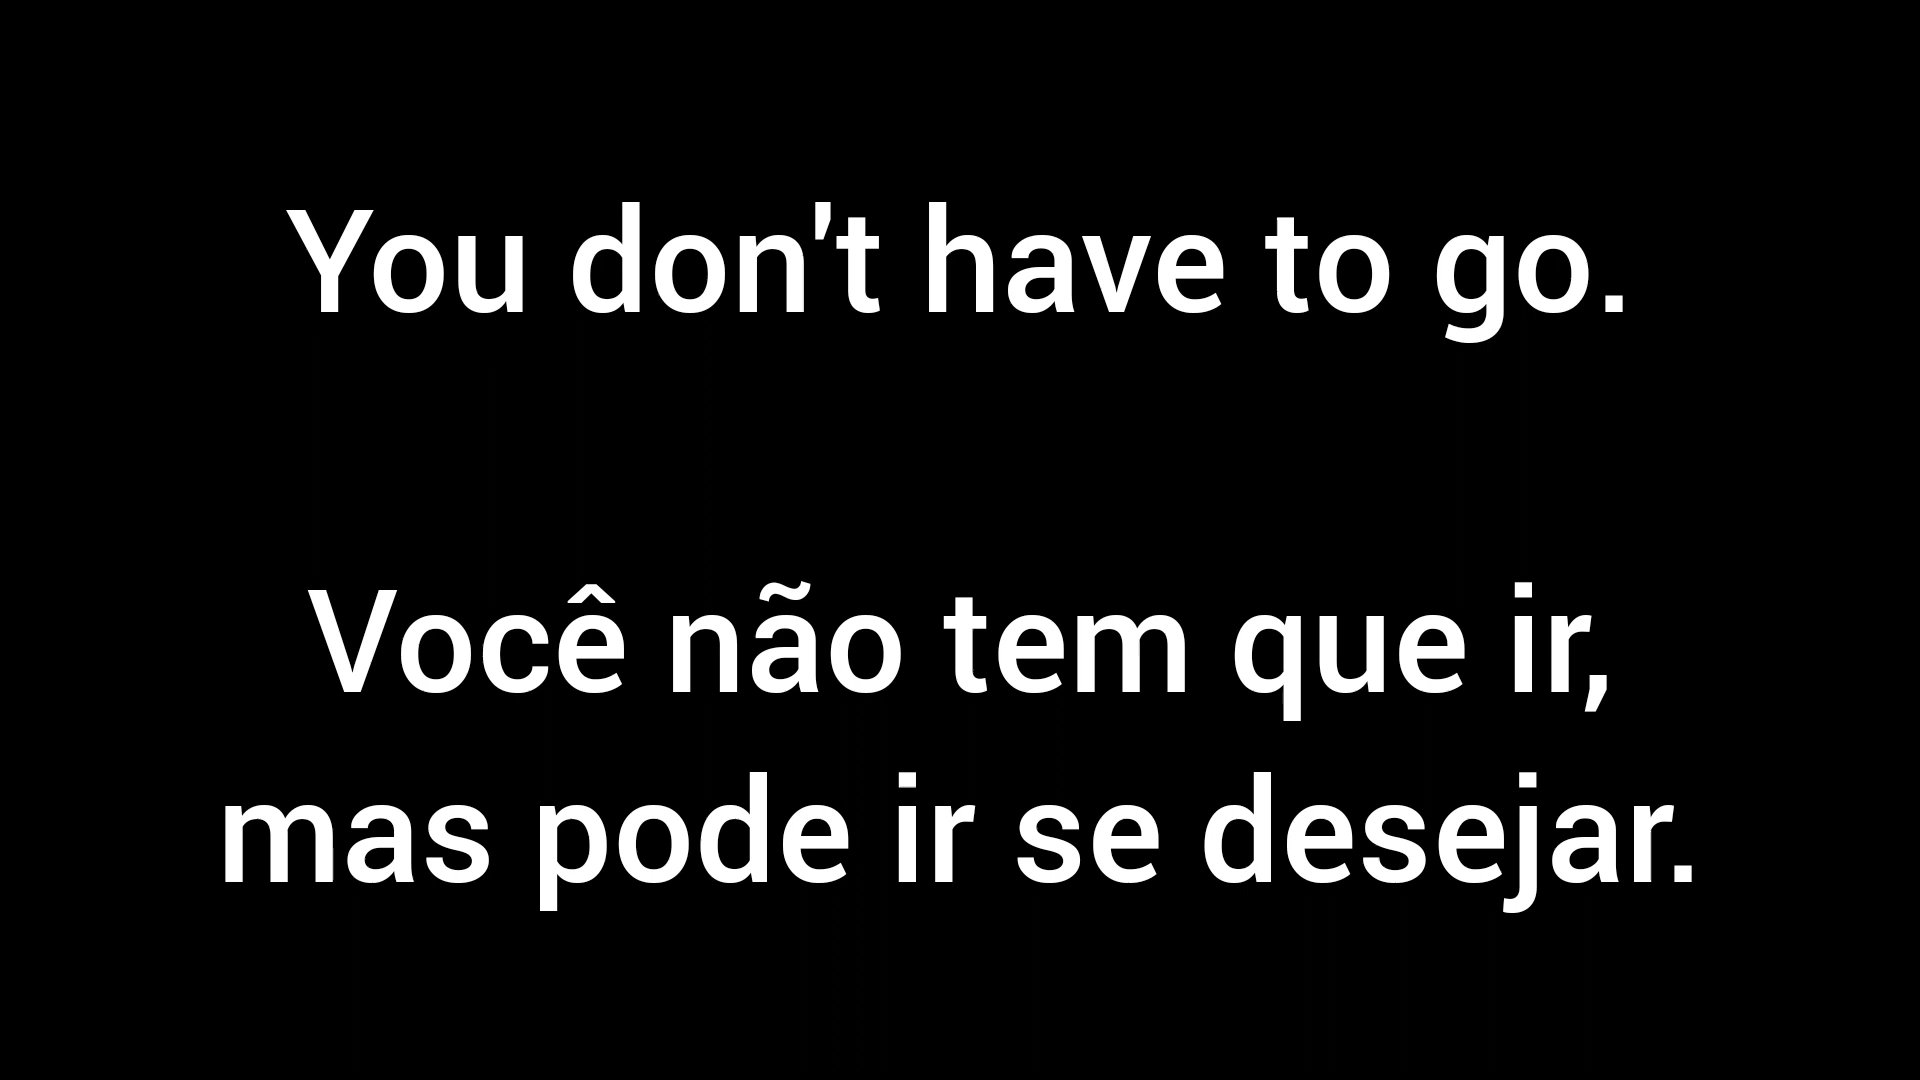 You don't have to go.
Você não tem que ir,
mas pode ir se desejar.